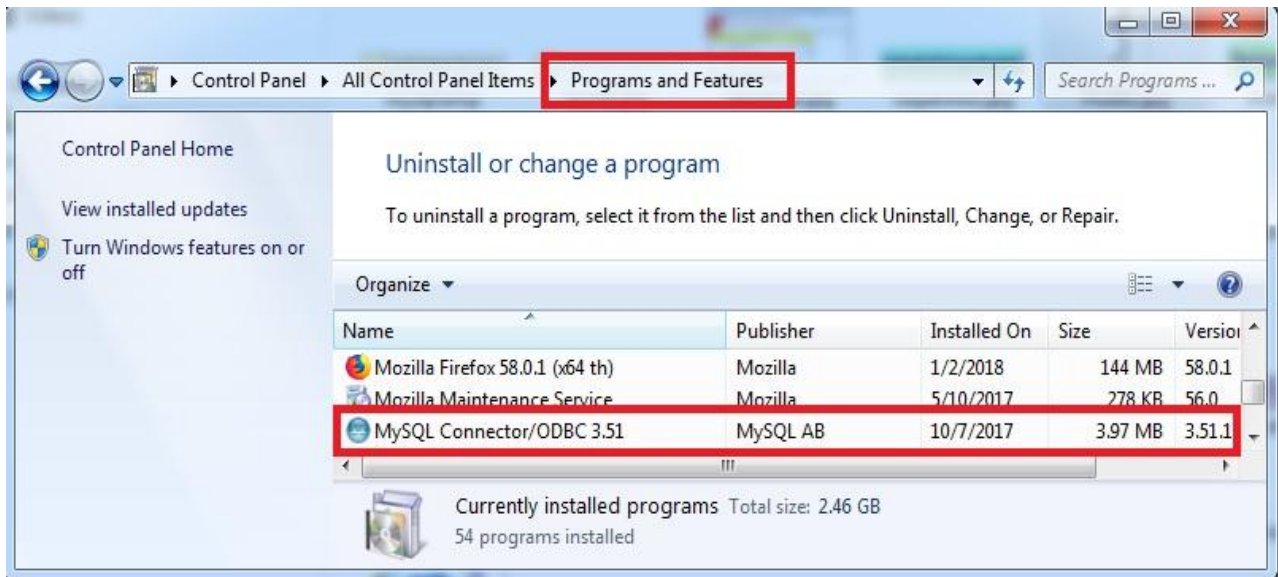 Control Panel ▸ All Control Panel Items ▸ Programs and Features
Search Programs ...
Control Panel Home
View installed updates
Turn Windows features on or
off
Uninstall or change a program
To uninstall a program, select it from the list and then click Uninstall, Change, or Repair.
Organize
Name Publisher Installed On Size Version
Mozilla Firefox 58.0.1 (x64 th) Mozilla 1/2/2018 144 MB 58.0.1
Mozilla Maintenance Service Mozilla 5/10/2017 278 KB 56.0
MySQL Connector/ODBC 3.51 MySQL AB 10/7/2017 3.97 MB 3.51.1
Currently installed programs Total size: 2.46 GB
54 programs installed